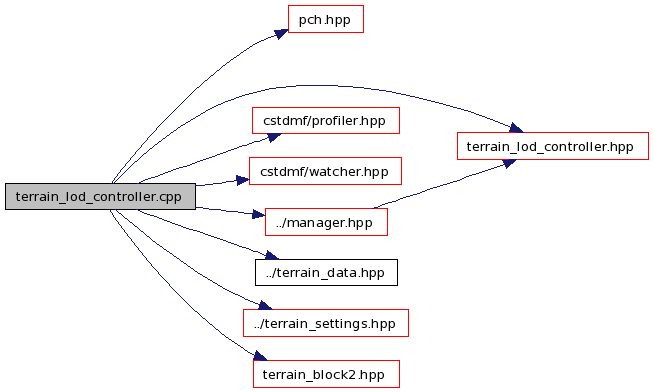 pch.hpp
cstdmf/profiler.hpp
terrain_lod_controller.hpp
cstdmf/watcher.hpp
terrain_lod_controller.cpp
../manager.hpp
../terrain_data.hpp
../terrain_settings.hpp
terrain_block2.hpp